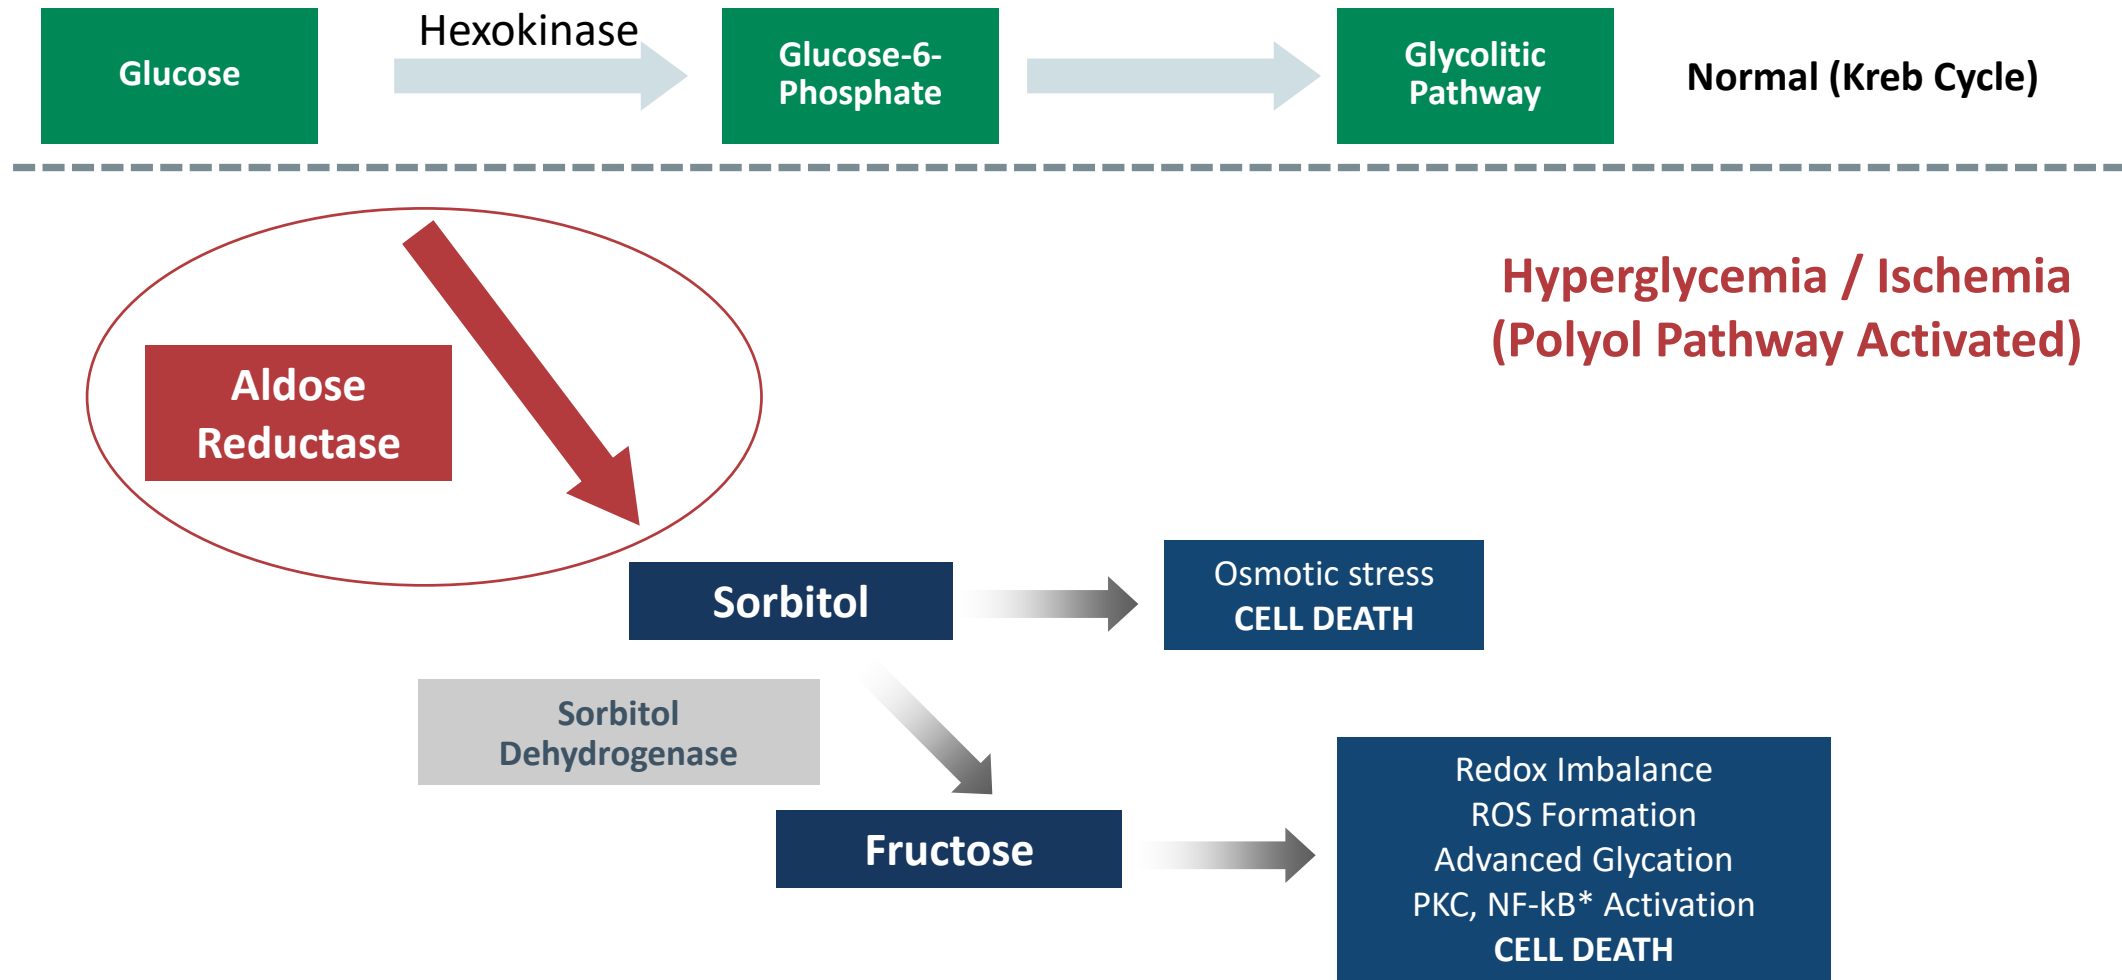 Glucose
Hexokinase
Glucose-6-
Phosphate
Glycolitic
Pathway
Normal (Kreb Cycle)
Hyperglycemia / Ischemia
(Polyol Pathway Activated)
Aldose
Reductase
Sorbitol
Osmotic stress
CELL DEATH
Sorbitol
Dehydrogenase
Fructose
Redox Imbalance
ROS Formation
Advanced Glycation
PKC, NF-kB* Activation
CELL DEATH